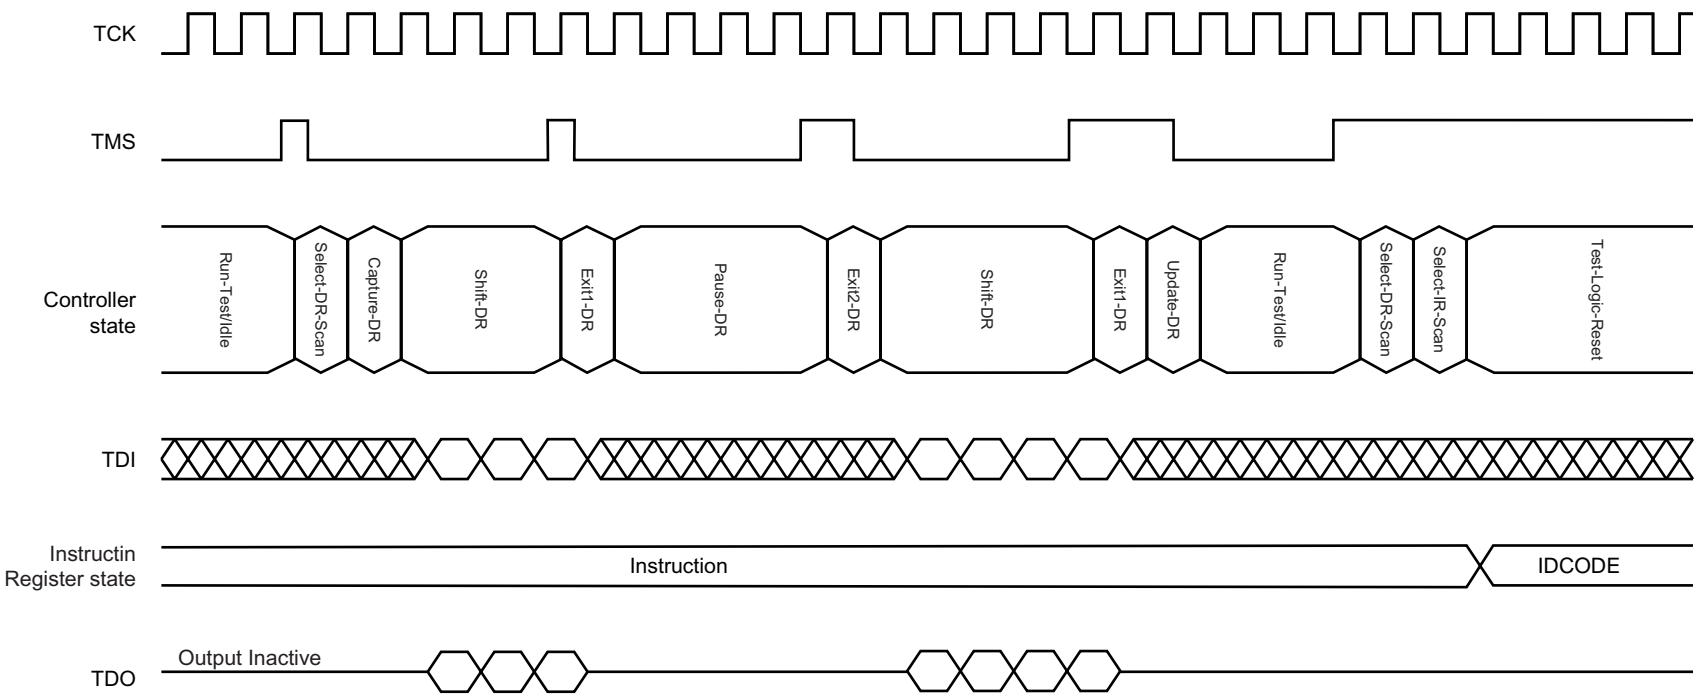 TCK
TMS
Controller
state
Run-Test/Idle
Select-DR-Scan
Capture-DR
Shift-DR
Exit1-DR
Pause-DR
Exit2-DR
Shift-DR
Exit1-DR
Update-DR
Run-Test/Idle
Select-DR-Scan
Select-IR-Scan
Test-Logic-Reset
TDI
Instructin
Register state
Instruction
IDCODE
Output Inactive
TDO